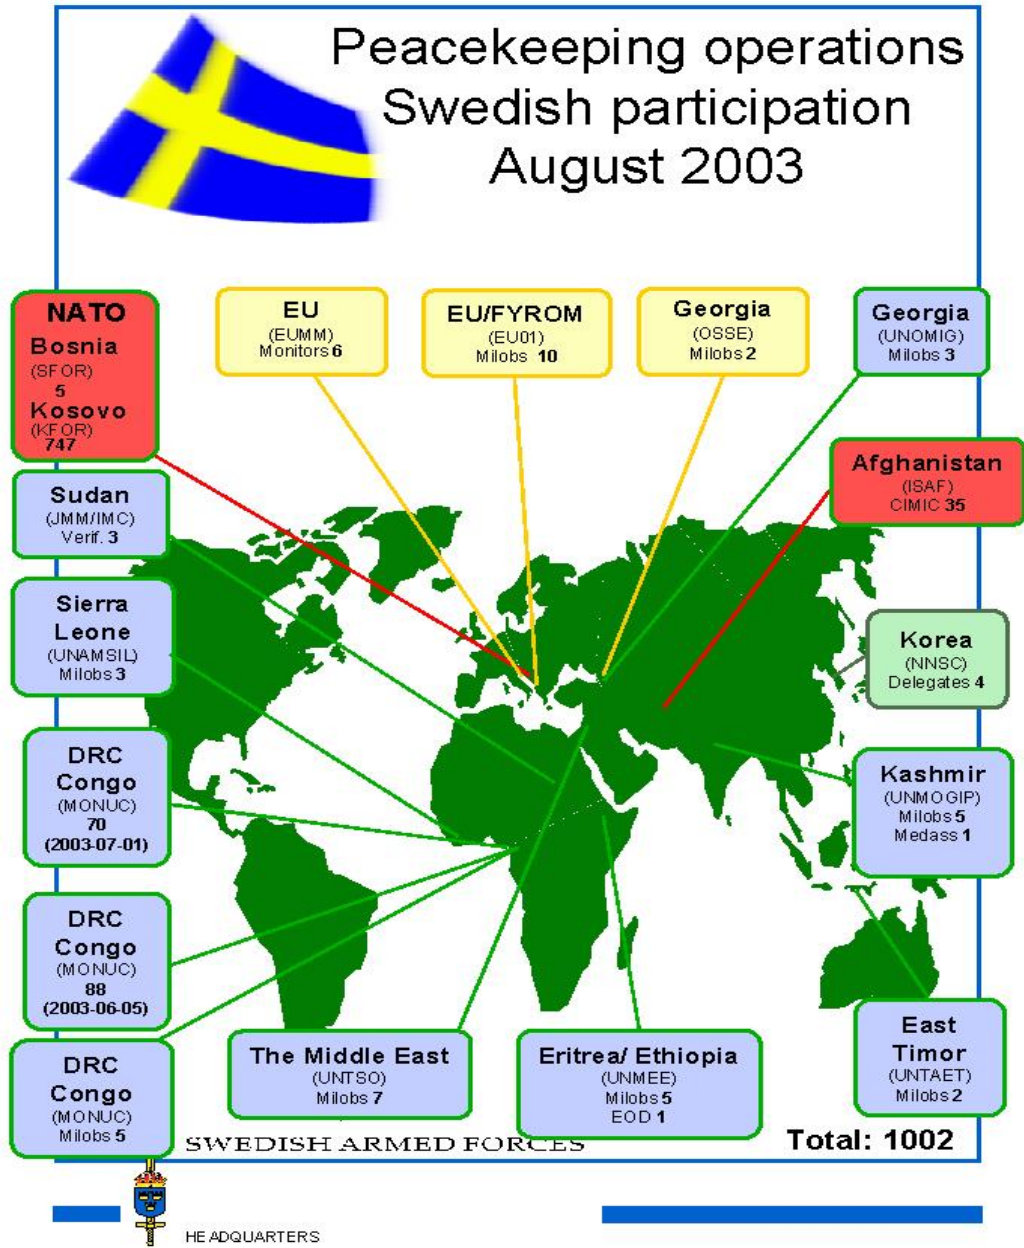 Peacekeeping operations
Swedish participation
August 2003
NATO
Bosnia
(SFOR)
5
Kosovo
(KFOR)
747
EU
(EUMM)
Monitors 6
EU/FYROM
(EU01)
Milobs 10
Georgia
(OSSE)
Milobs 2
Georgia
(UNOMIG)
Milobs 3
Afghanistan
(ISAF)
CIMIC 35
Sudan
(JMM/IMC)
Verif. 3
Sierra
Leone
(UNAMSIL)
Milobs 3
Korea
(NNSC)
Delegates 4
DRC
Congo
(MONUC)
70
(2003-07-01)
Kashmir
(UNMOGIP)
Milobs 5
Medass 1
DRC
Congo
(MONUC)
88
(2003-06-05)
DRC
Congo
(MONUC)
Milobs 5
The Middle East
(UNTSO)
Milobs 7
Eritrea/ Ethiopia
(UNMEE)
Milobs 5
EOD 1
East
Timor
(UNTAET)
Milobs 2
SWEDISH ARMED FORCES
Total: 1002
HEADQUARTERS